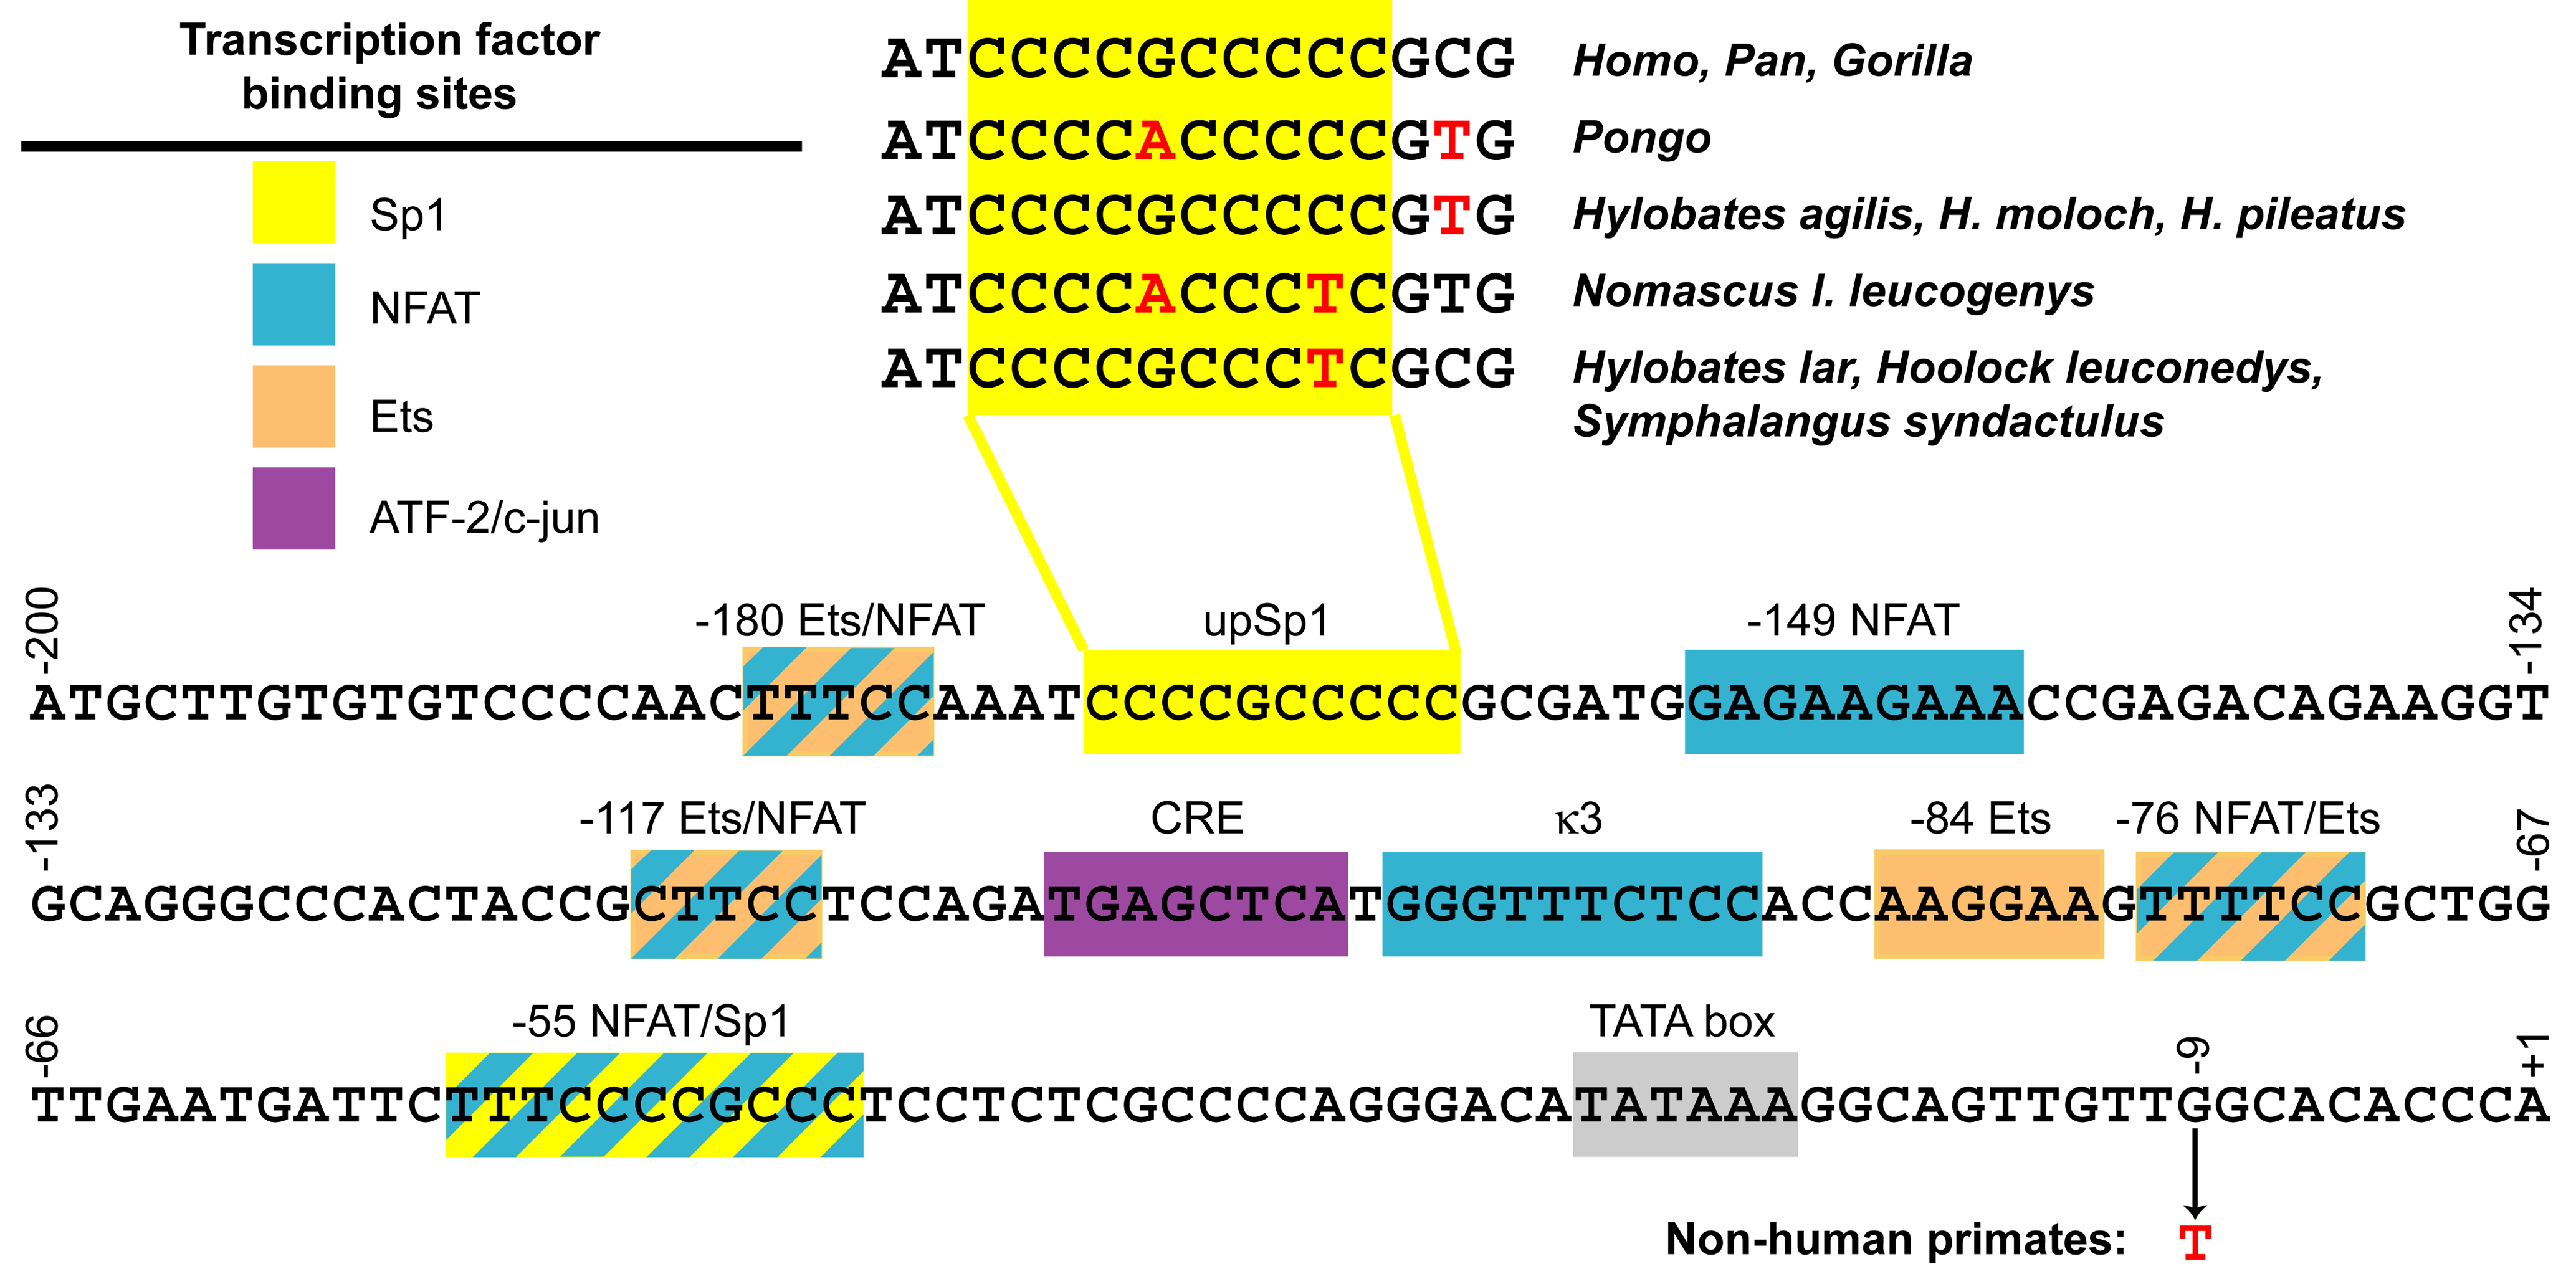 Transcription factor
binding sites
Sp1
NFAT
Ets
ATF-2/c-jun
ATCCCCGCCCCCGCG Homo, Pan, Gorilla
ATCCCCACCCCCGTG Pongo
ATCCCCGCCCCCGTG Hylobates agilis, H. moloch, H. pileatus
ATCCCCACCCTCGTG Nomascus l. leucogenys
ATCCCCGCCCTCGCG Hylobates lar, Hoolock leuconedys,
Symphalangus syndactulus
-200 -180 Ets/NFAT upSp1 -149 NFAT -134
ATGCTTGTGTGTCCCCAACTTTCCAAATCCCCGCCCCCGCGATGGAGAAGAAACCGAGACAGAAGGT
-133 -117 Ets/NFAT CRE κ3 -84 Ets -76 NFAT/Ets -67
GCAGGGCCCACTACCGCTTCCTCCAGATGAGCTCATGGGTTTCTCCACCAAGGAAGTTTTCCGCTGG
-66 -55 NFAT/Sp1 TATA box -9 +1
TTGAATGATTCTTTCCCCGCCCTCCTCTCGCCCCAGGGACATATAAAGGCAGTTGTTGGCACACCCA
Non-human primates: T